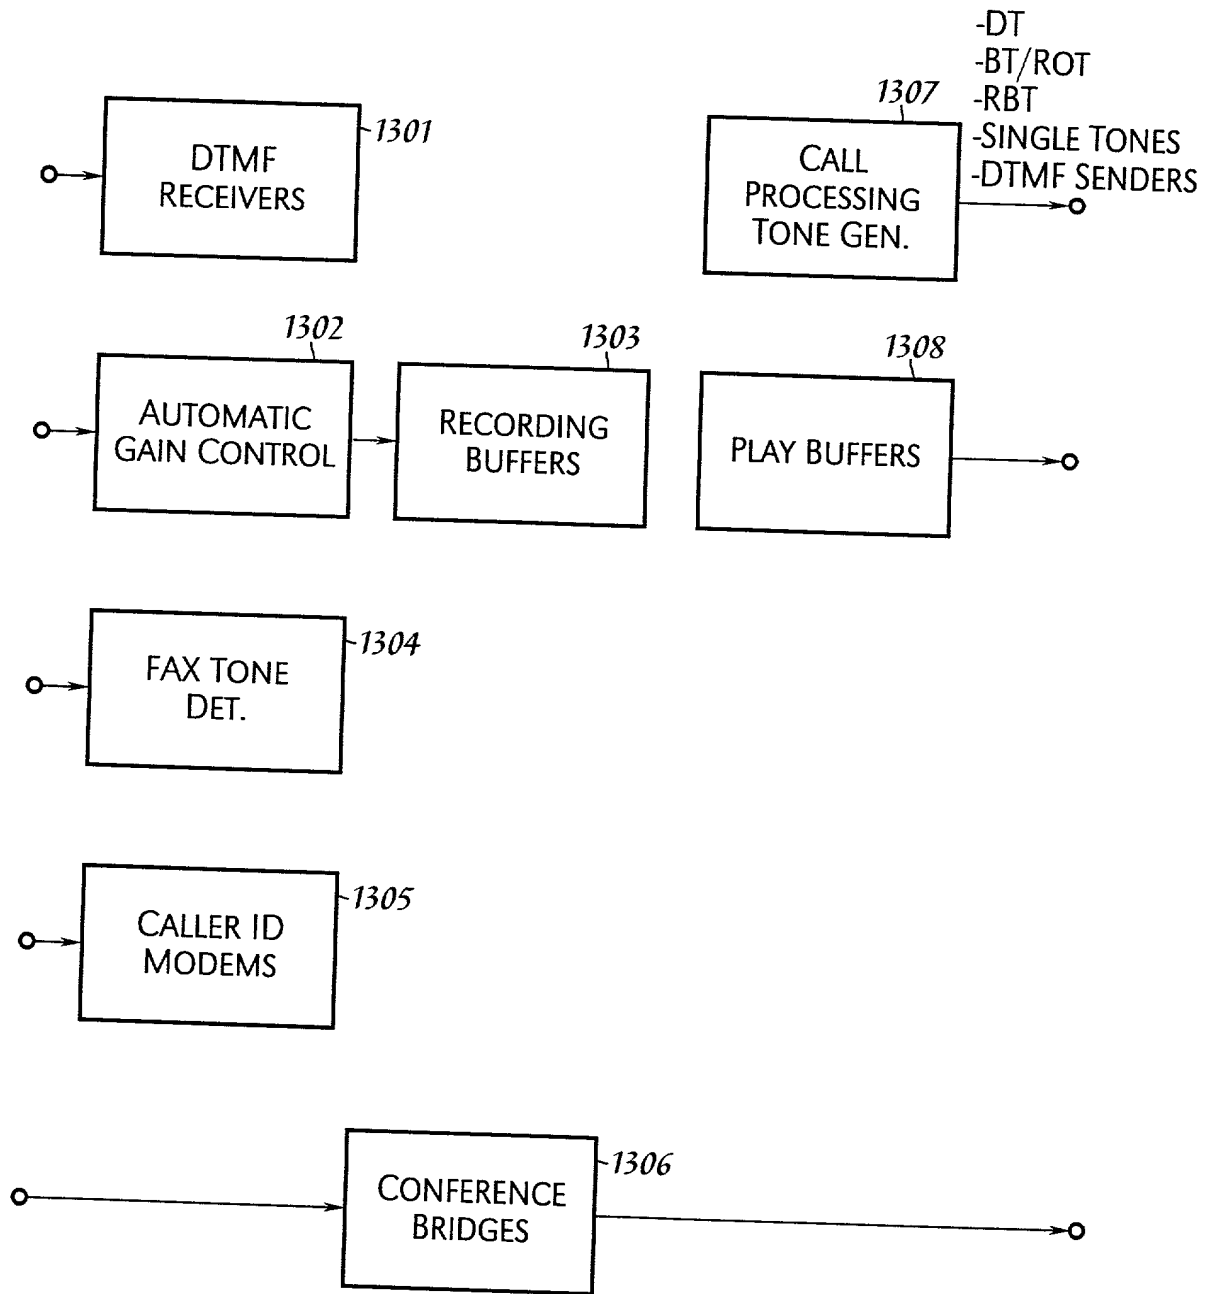 -DT
-BT/ROT
-RBT
-SINGLE TONES
-DTMF SENDERS
1301
DTMF
RECEIVERS
1307
CALL
PROCESSING
TONE GEN.
1302
AUTOMATIC
GAIN CONTROL
1303
RECORDING
BUFFERS
1308
PLAY BUFFERS
1304
FAX TONE
DET.
1305
CALLER ID
MODEMS
1306
CONFERENCE
BRIDGES